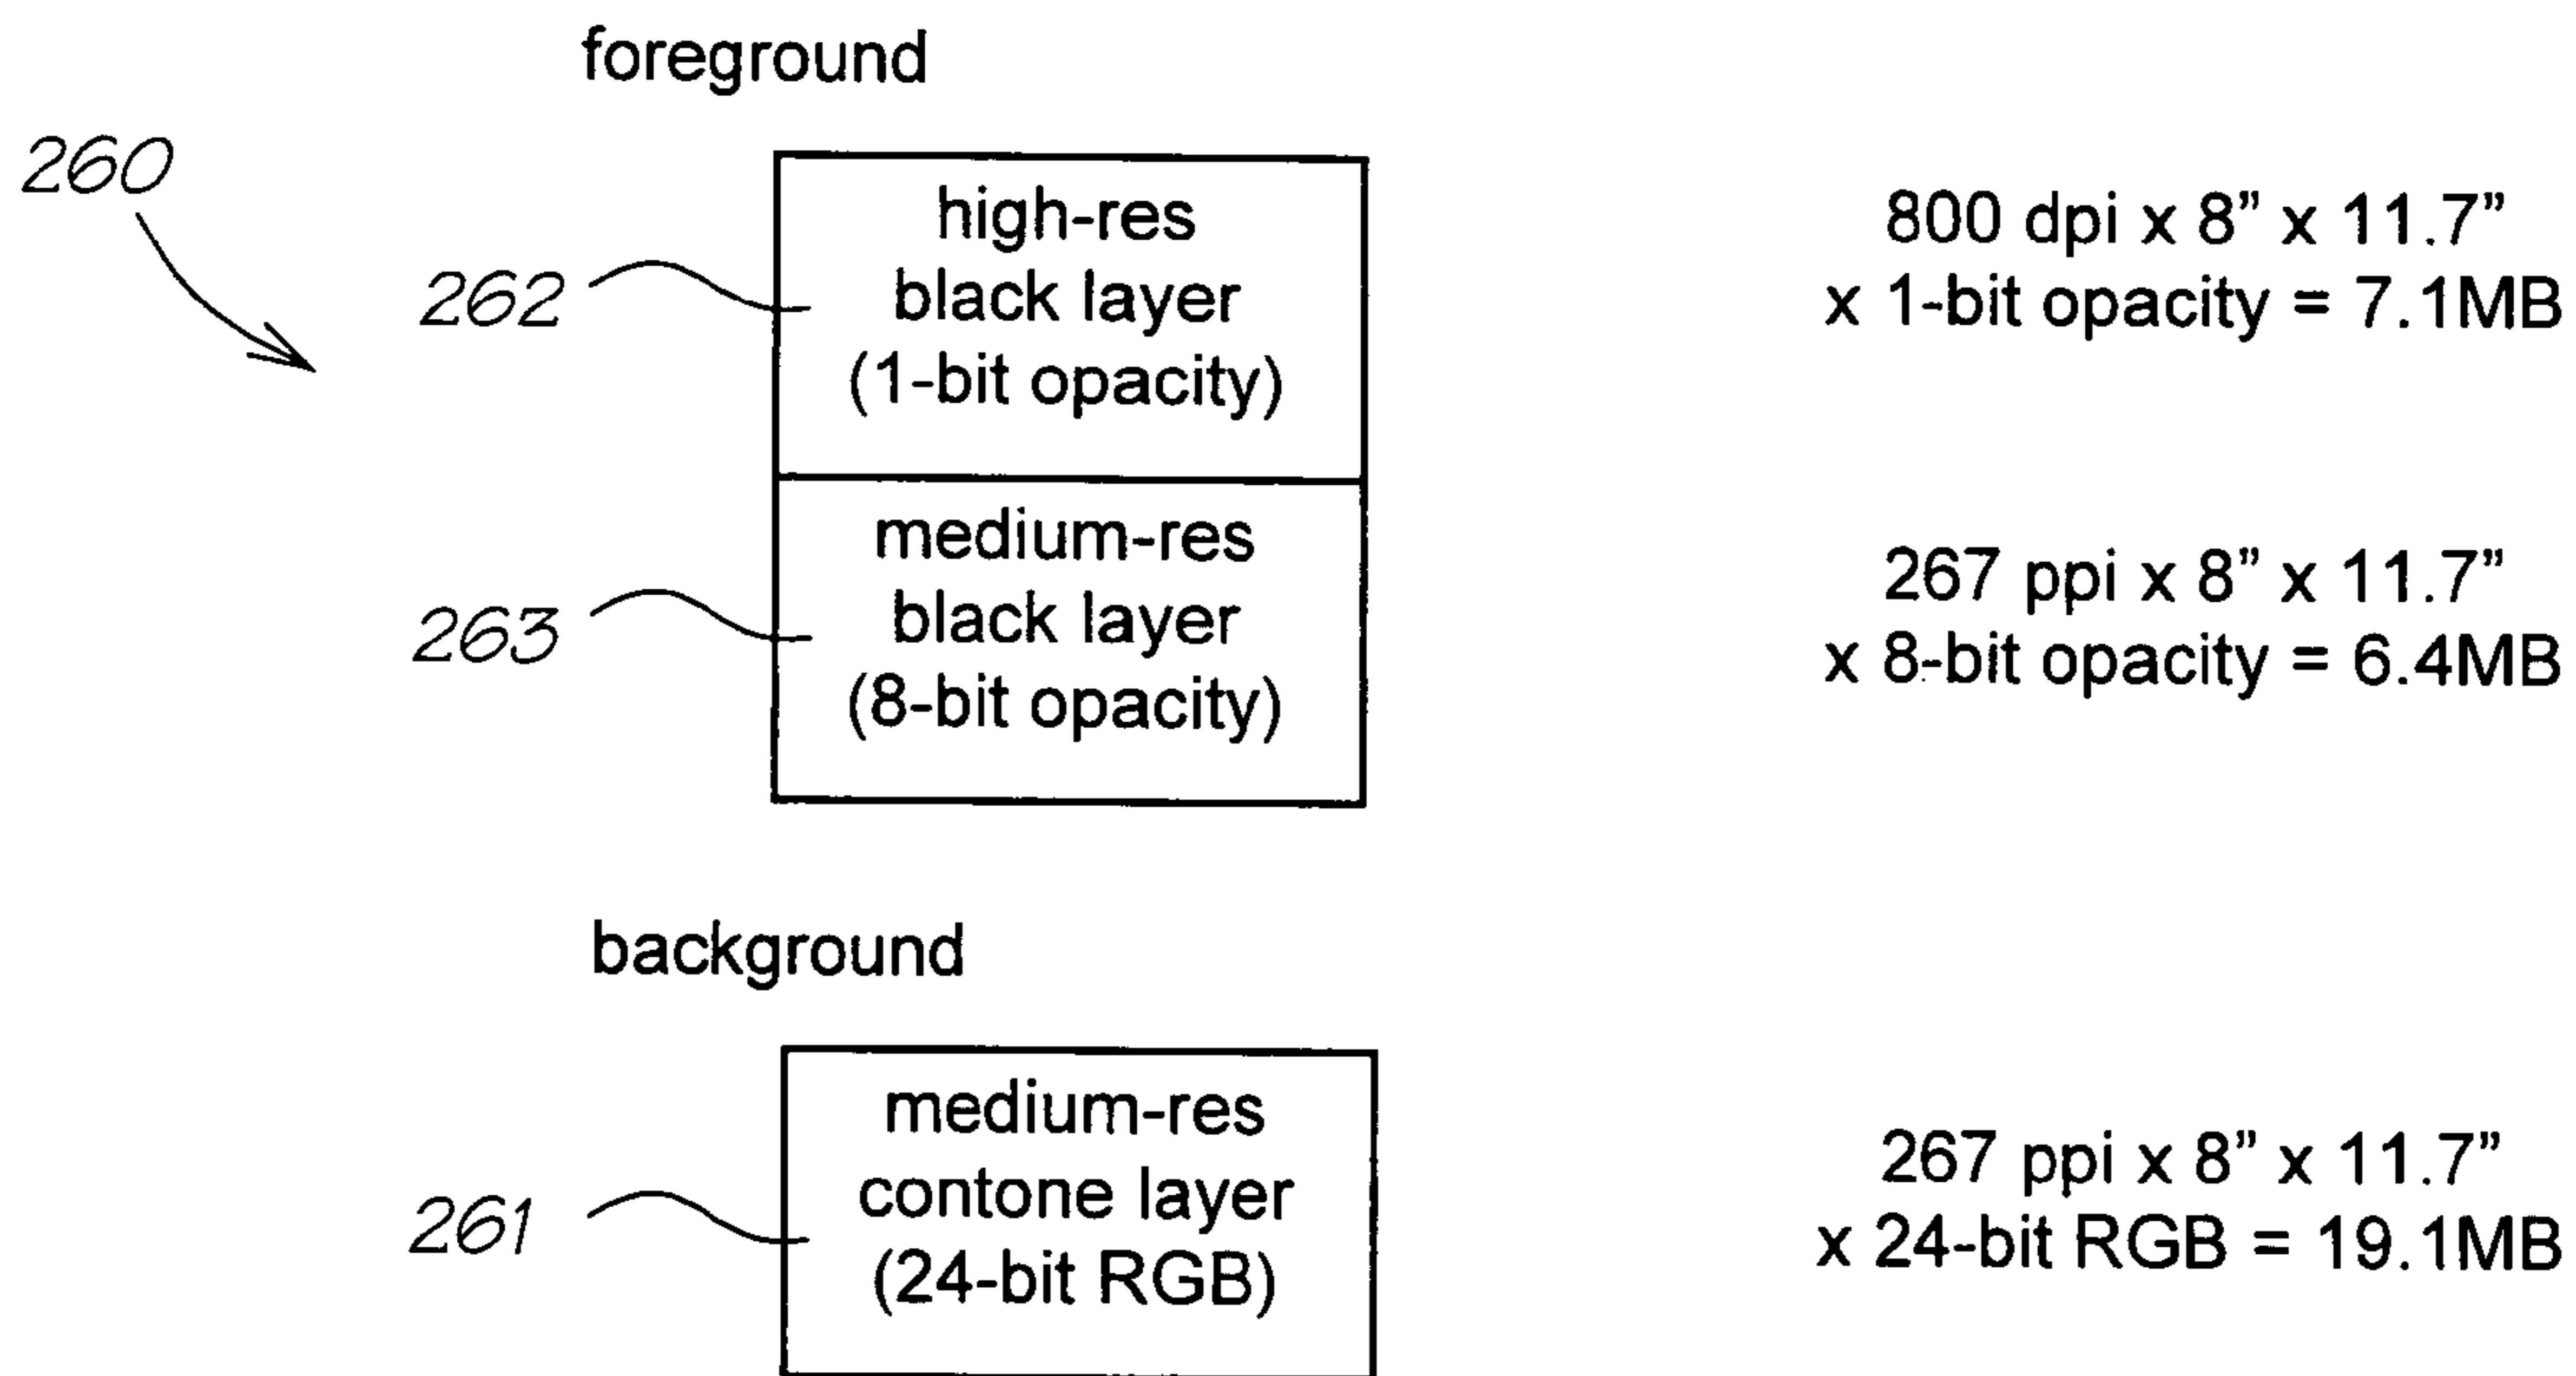 foreground
260
high-res
black layer
(1-bit opacity)
262
800 dpi x 8” x 11.7”
x 1-bit opacity = 7.1MB
medium-res
black layer
(8-bit opacity)
263
267 ppi x 8” x 11.7”
x 8-bit opacity = 6.4MB
background
medium-res
contone layer
(24-bit RGB)
261
267 ppi x 8” x 11.7”
x 24-bit RGB = 19.1MB